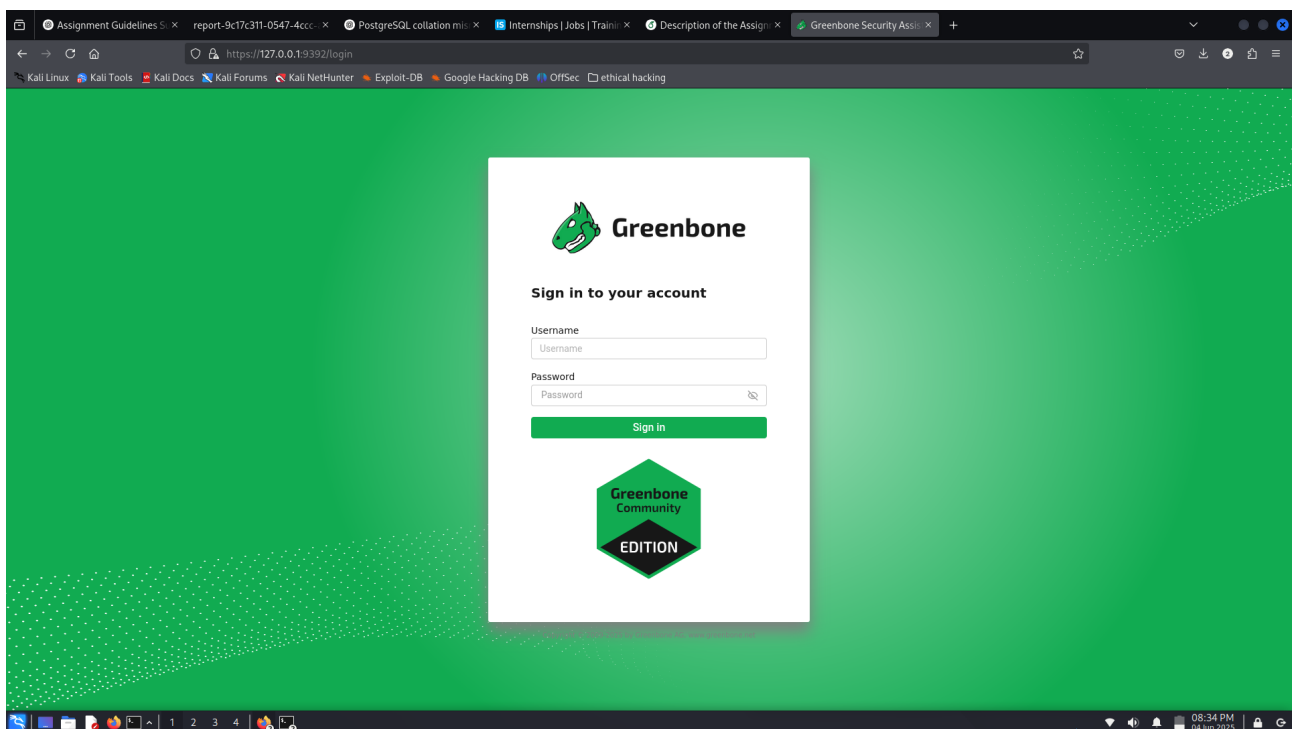 Assignment Guidelines Su
report-9c17c311-0547-4ccc-
PostgreSQL collation mis
IS Internships | Jobs | Trainin
Description of the Assign
Greenbone Security Assis
https://127.0.0.1:9392/login
2
Kali Linux
Kali Tools
Kali Docs
Kali Forums
Kali NetHunter
Exploit-DB
Google Hacking DB
OffSec
ethical hacking
Greenbone
Sign in to your account
Username
Username
Password
Password
Sign in
Greenbone
Community
EDITION
1 2 3 4
08:34 PM
04 Jun 2025